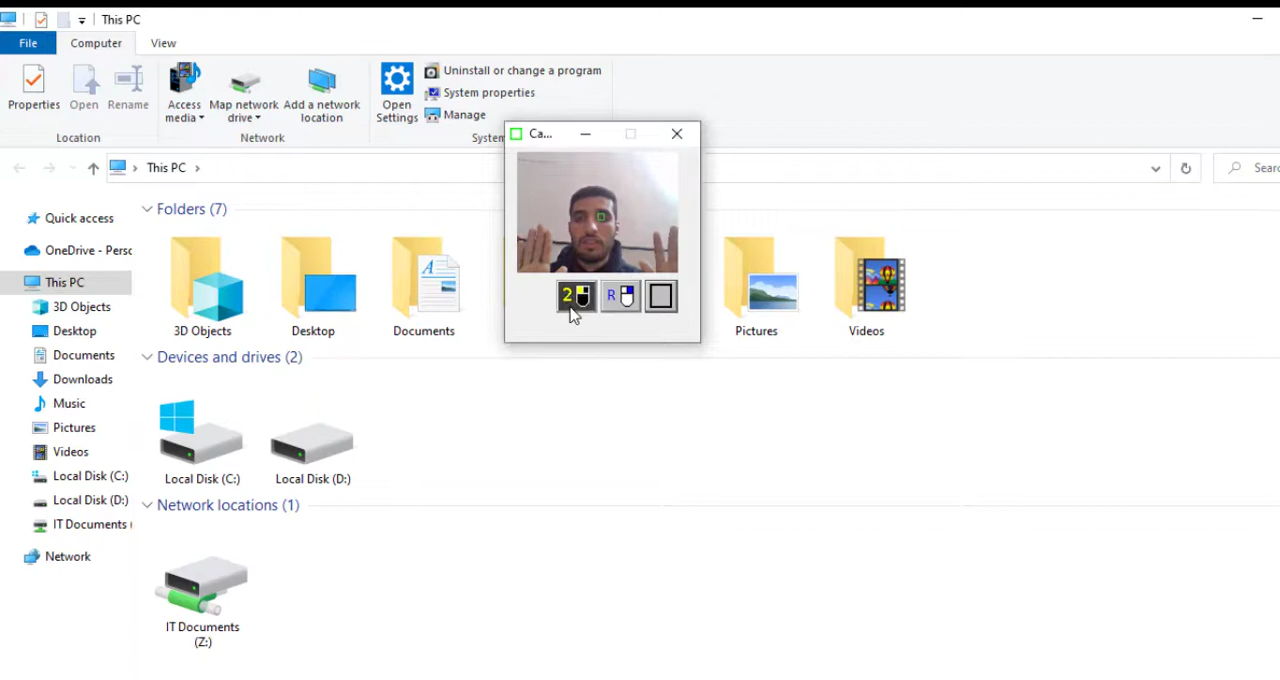 This PC
File Computer View
Properties Open Rename Access media Map network drive Add a network location Open Settings Uninstall or change a program
System properties
Manage
Location Network Syste
Ca...
This PC
Sear
Quick access
OneDrive - Perso
This PC
3D Objects
Desktop
Documents
Downloads
Music
Pictures
Videos
Local Disk (C:)
Local Disk (D:)
IT Documents (
Network
Folders (7)
3D Objects Desktop Documents Pictures Videos
2 R
Devices and drives (2)
Local Disk (C:) Local Disk (D:)
Network locations (1)
IT Documents
(Z:)